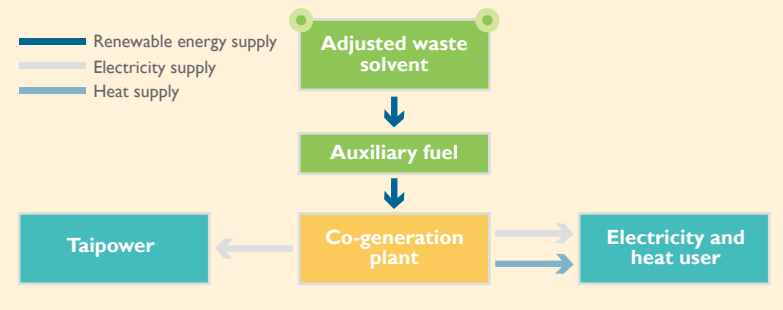 Renewable energy supply
Electricity supply
Heat supply
Adjusted waste
solvent
Auxiliary fuel
Taipower
Co-generation
plant
Electricity and
heat user